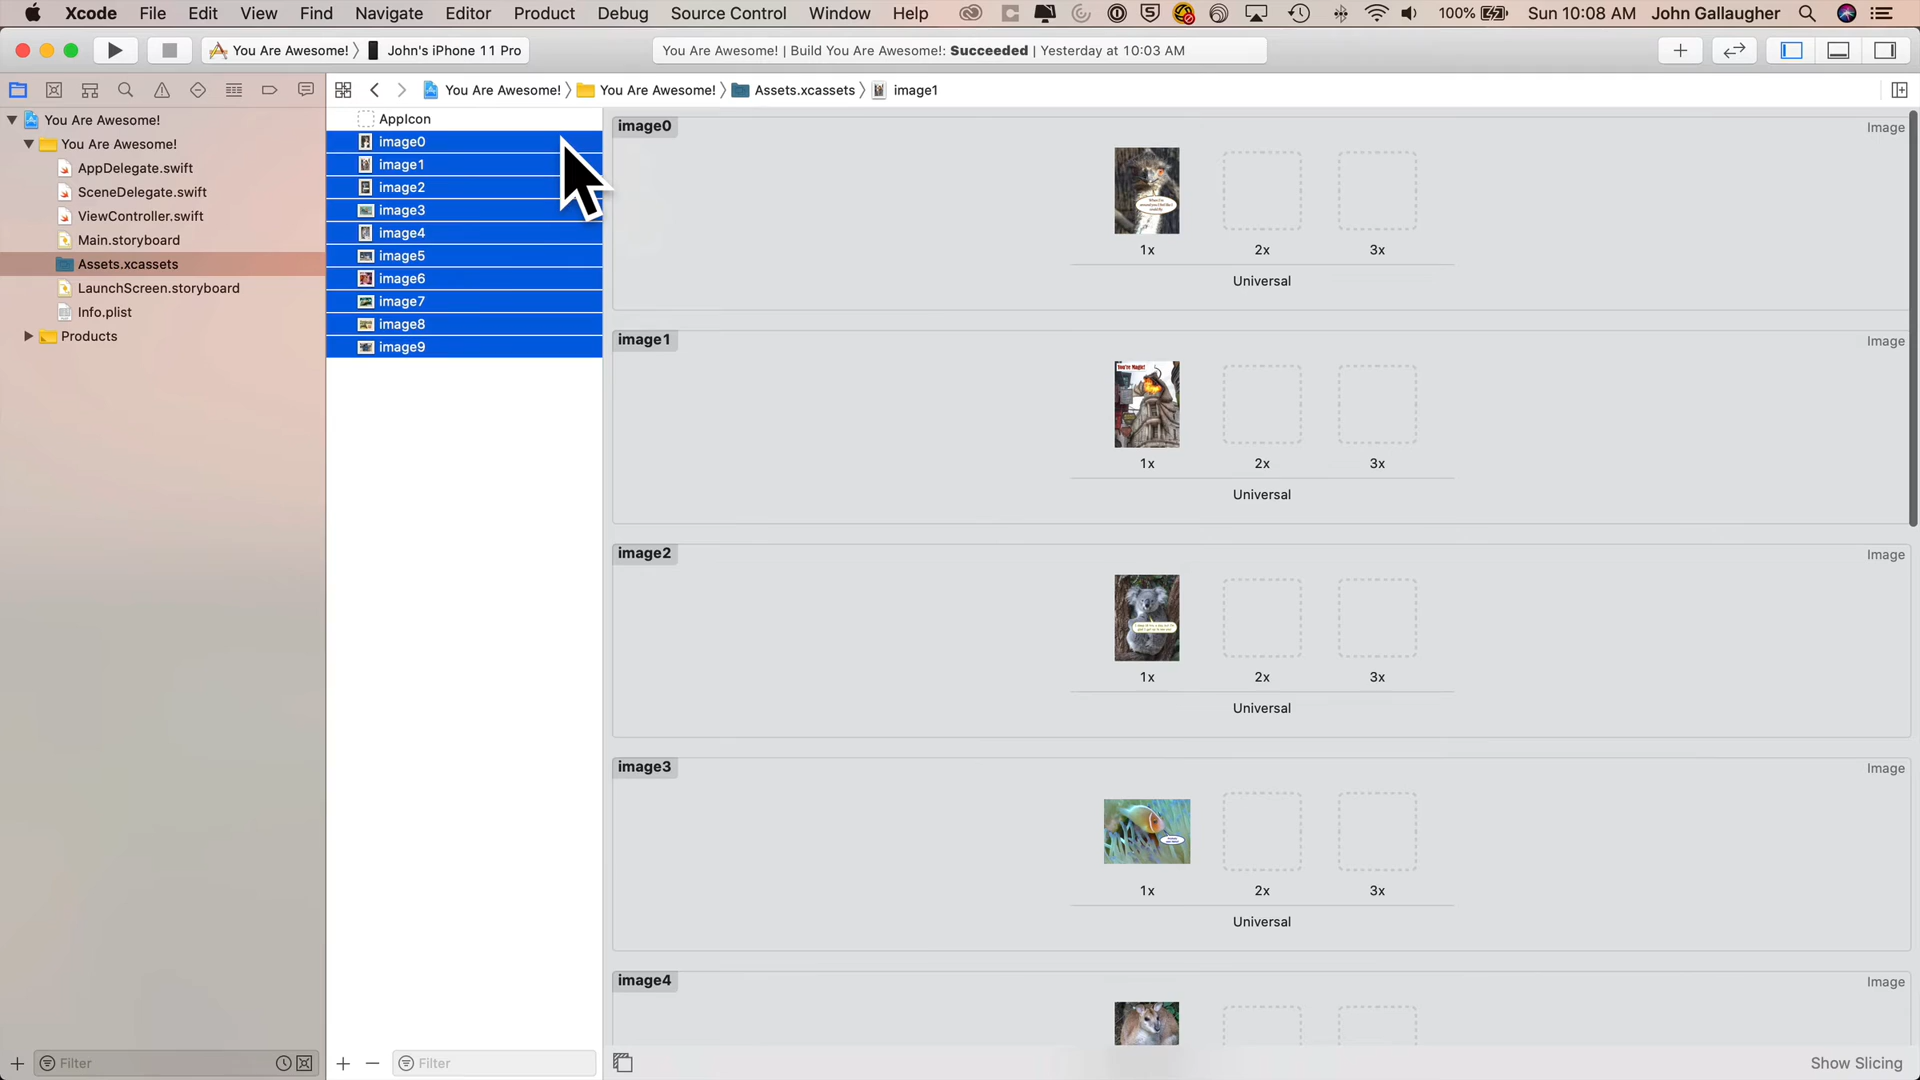 Xcode File Edit View Find Navigate Editor Product Debug Source Control Window Help 100% Sun 10:08 AM John Gallaugher
You Are Awesome! John's iPhone 11 Pro You Are Awesome! | Build You Are Awesome!: Succeeded | Yesterday at 10:03 AM
You Are Awesome! You Are Awesome! Assets.xcassets image1
You Are Awesome!
You Are Awesome!
AppDelegate.swift
SceneDelegate.swift
ViewController.swift
Main.storyboard
Assets.xcassets
LaunchScreen.storyboard
Info.plist
Products
Filter
AppIcon
image0
image1
image2
image3
image4
image5
image6
image7
image8
image9
Filter
image0 Image
1x 2x 3x
Universal
image1 Image
You're Magic!
1x 2x 3x
Universal
image2 Image
1x 2x 3x
Universal
image3 Image
1x 2x 3x
Universal
image4 Image
Show Slicing